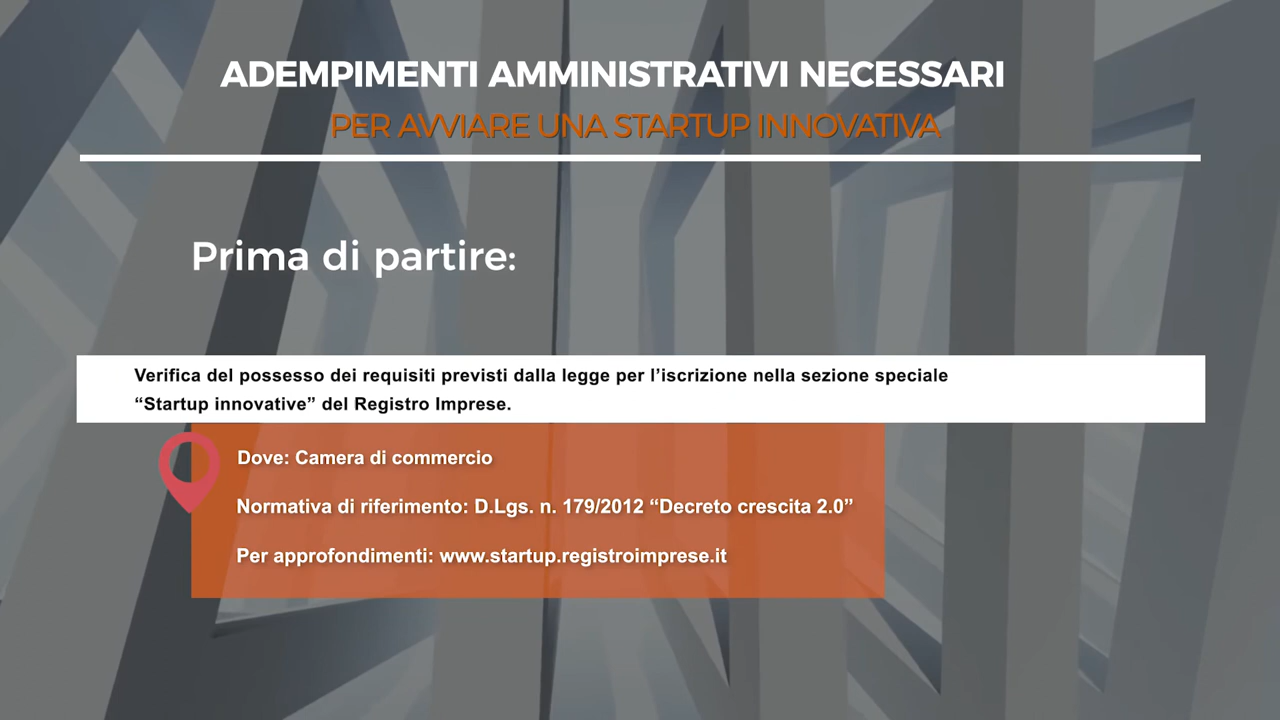 ADEMPIMENTI AMMINISTRATIVI NECESSARI
PER AVVIARE UNA STARTUP INNOVATIVA
Prima di partire:
Verifica del possesso dei requisiti previsti dalla legge per l’iscrizione nella sezione speciale
“Startup innovative” del Registro Imprese.
Dove: Camera di commercio
Normativa di riferimento: D.Lgs. n. 179/2012 “Decreto crescita 2.0”
Per approfondimenti: www.startup.registroimprese.it